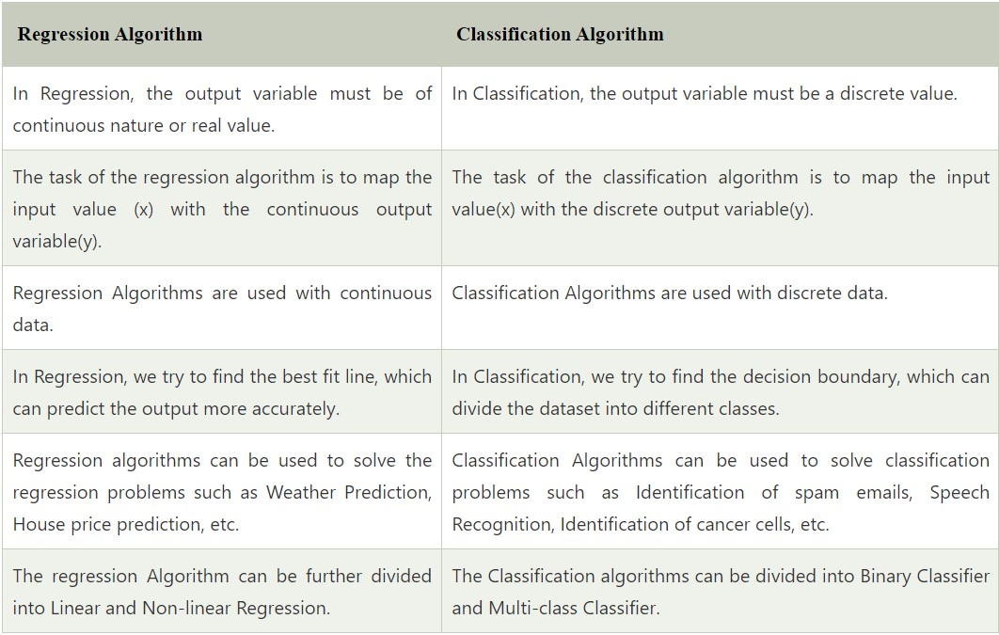 Regression Algorithm
Classification Algorithm
In Regression, the output variable must be of
continuous nature or real value.
In Classification, the output variable must be a discrete value.
The task of the regression algorithm is to map the
input value (x) with the continuous output
variable(y).
The task of the classification algorithm is to map the input
value(x) with the discrete output variable(y).
Regression Algorithms are used with continuous
data.
Classification Algorithms are used with discrete data.
In Regression, we try to find the best fit line, which
can predict the output more accurately.
In Classification, we try to find the decision boundary, which can
divide the dataset into different classes.
Regression algorithms can be used to solve the
regression problems such as Weather Prediction,
House price prediction, etc.
Classification Algorithms can be used to solve classification
problems such as Identification of spam emails, Speech
Recognition, Identification of cancer cells, etc.
The regression Algorithm can be further divided
into Linear and Non-linear Regression.
The Classification algorithms can be divided into Binary Classifier
and Multi-class Classifier.